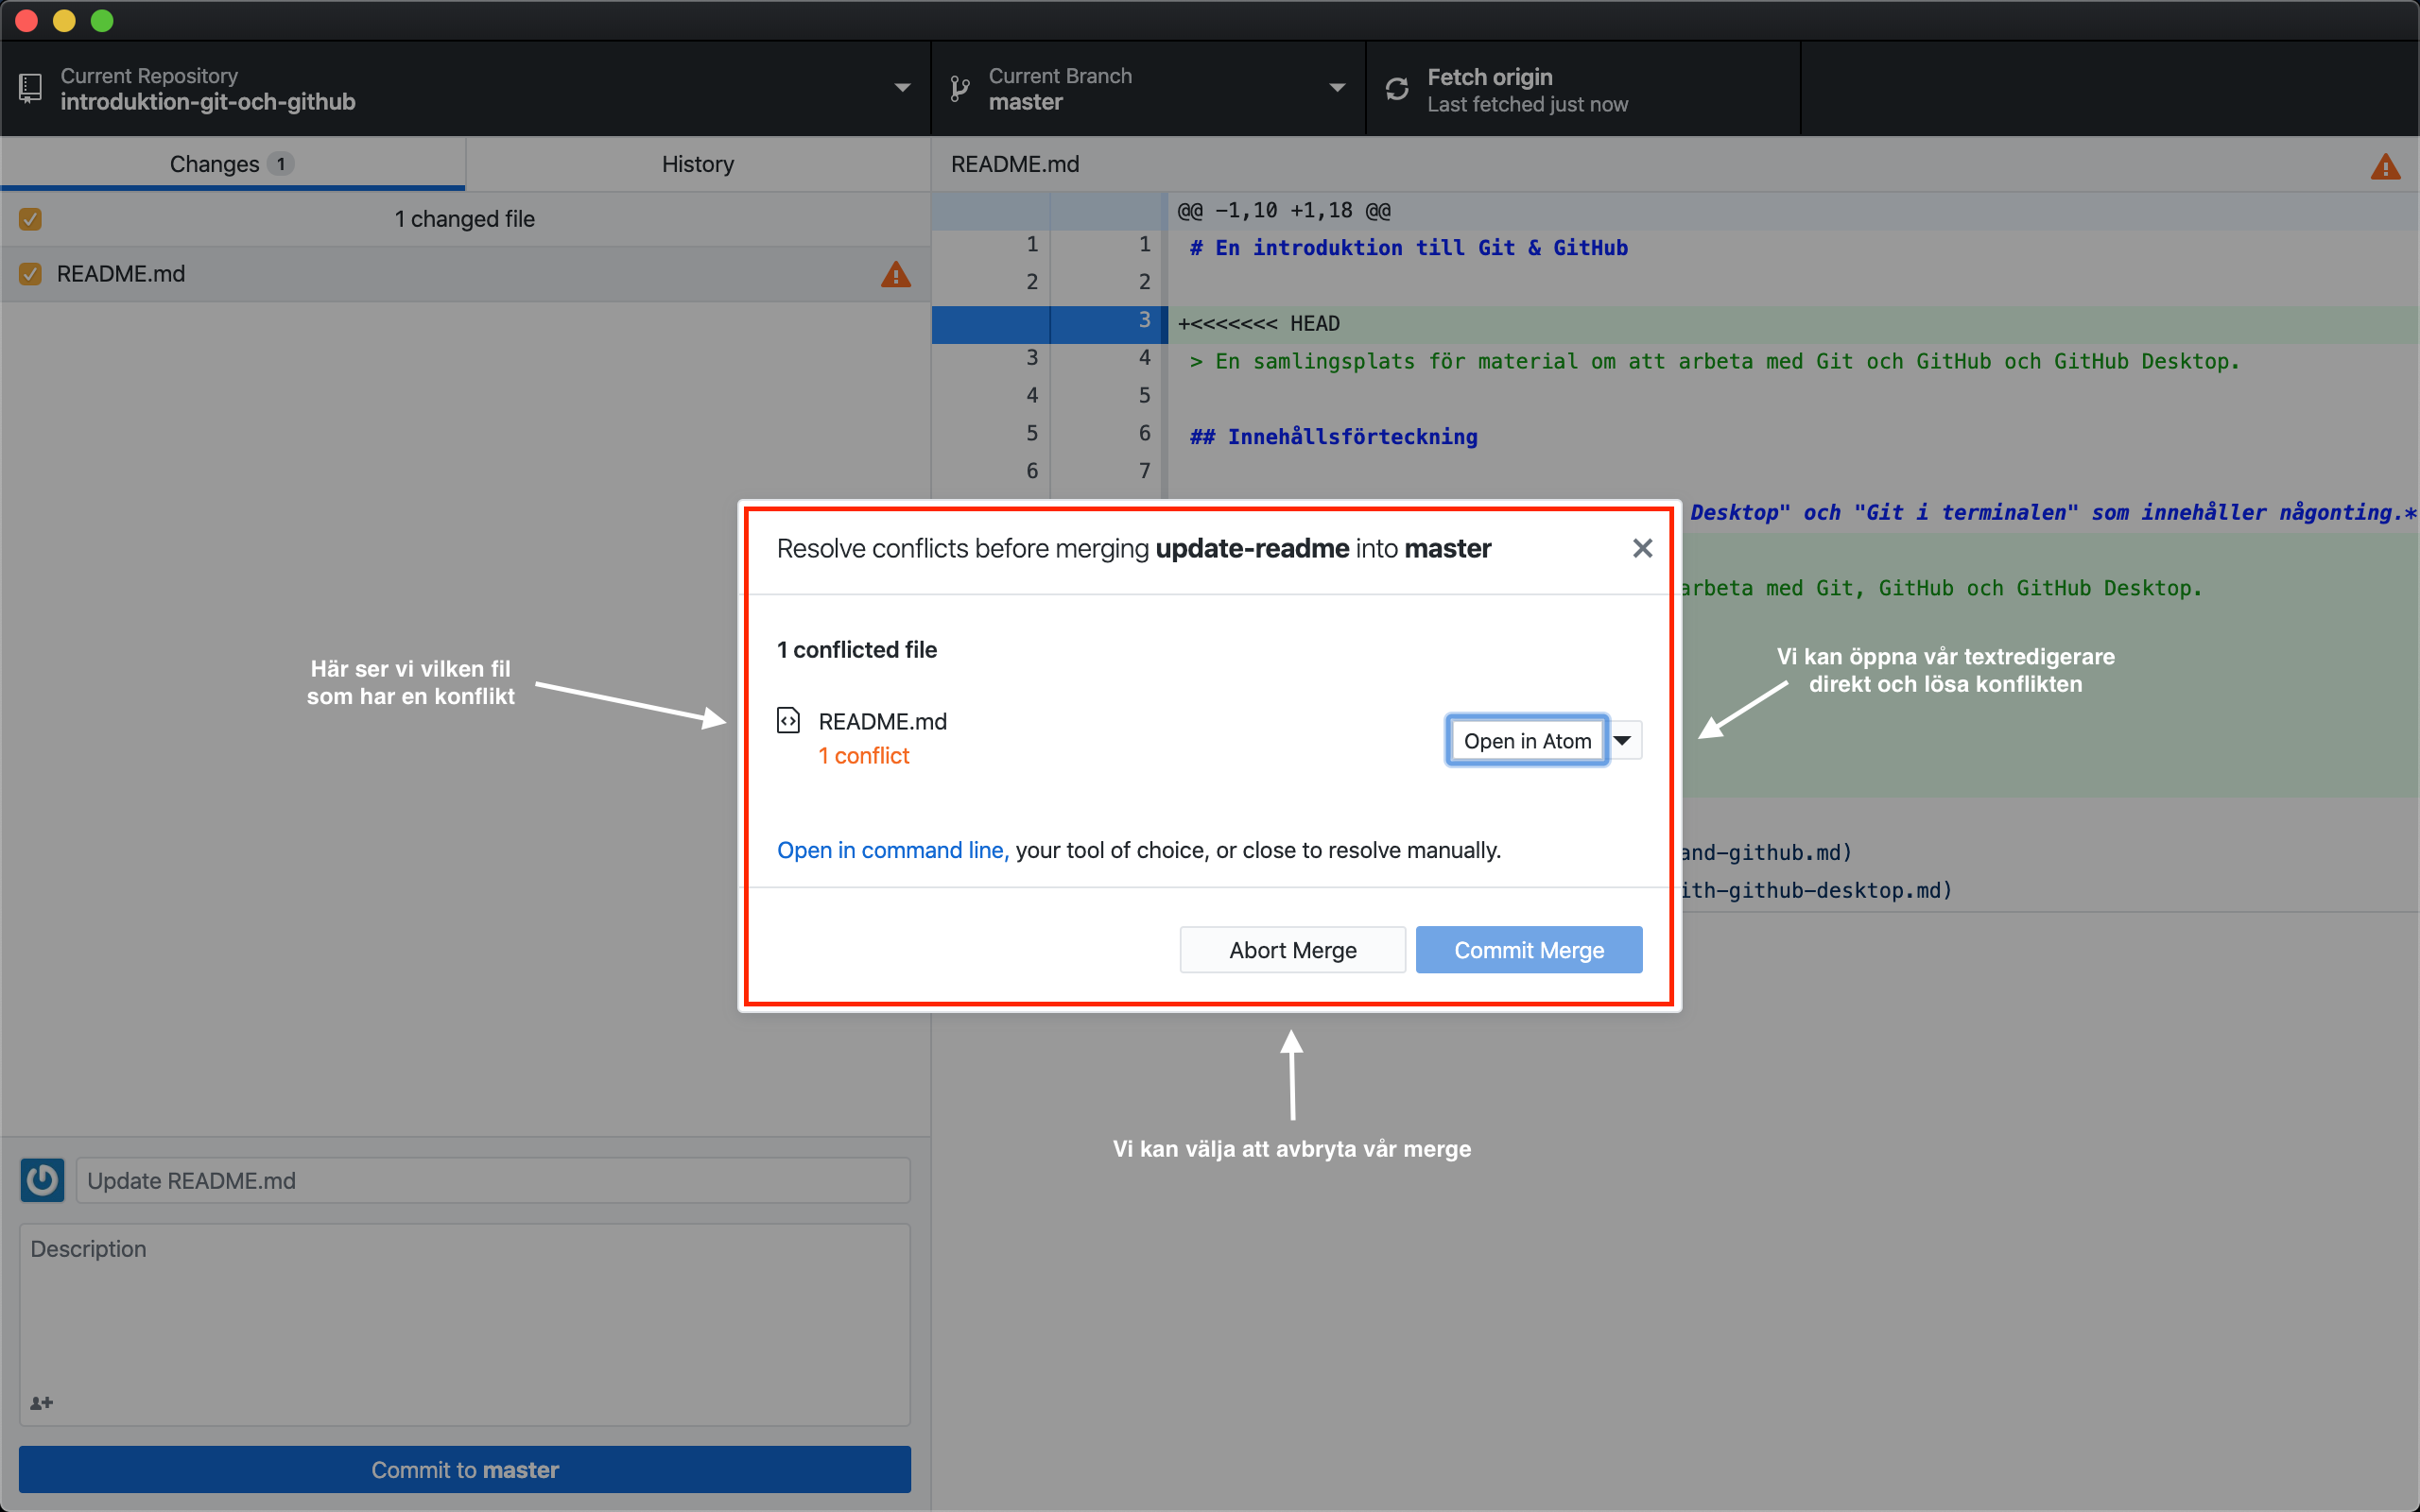 Current Repository
introduktion-git-och-github
Current Branch
master
Fetch origin
Last fetched just now
Changes 1
History
1 changed file
README.md
README.md
@@ -1,10 +1,18 @@
1 1 # En introduktion till Git & GitHub
2 2
3 +<<<<<<< HEAD
3 4 > En samlingsplats för material om att arbeta med Git och GitHub och GitHub Desktop.
4 5
5 6 ## Innehållsförteckning
6 7
Desktop" och "Git i terminalen" som innehåller någonting.*
arbeta med Git, GitHub och GitHub Desktop.
and-github.md)
ith-github-desktop.md)
Resolve conflicts before merging update-readme into master
1 conflicted file
README.md
1 conflict
Open in Atom
Open in command line, your tool of choice, or close to resolve manually.
Abort Merge
Commit Merge
Här ser vi vilken fil
som har en konflikt
Vi kan öppna vår textredigerare
direkt och lösa konflikten
Vi kan välja att avbryta vår merge
Update README.md
Description
Commit to master